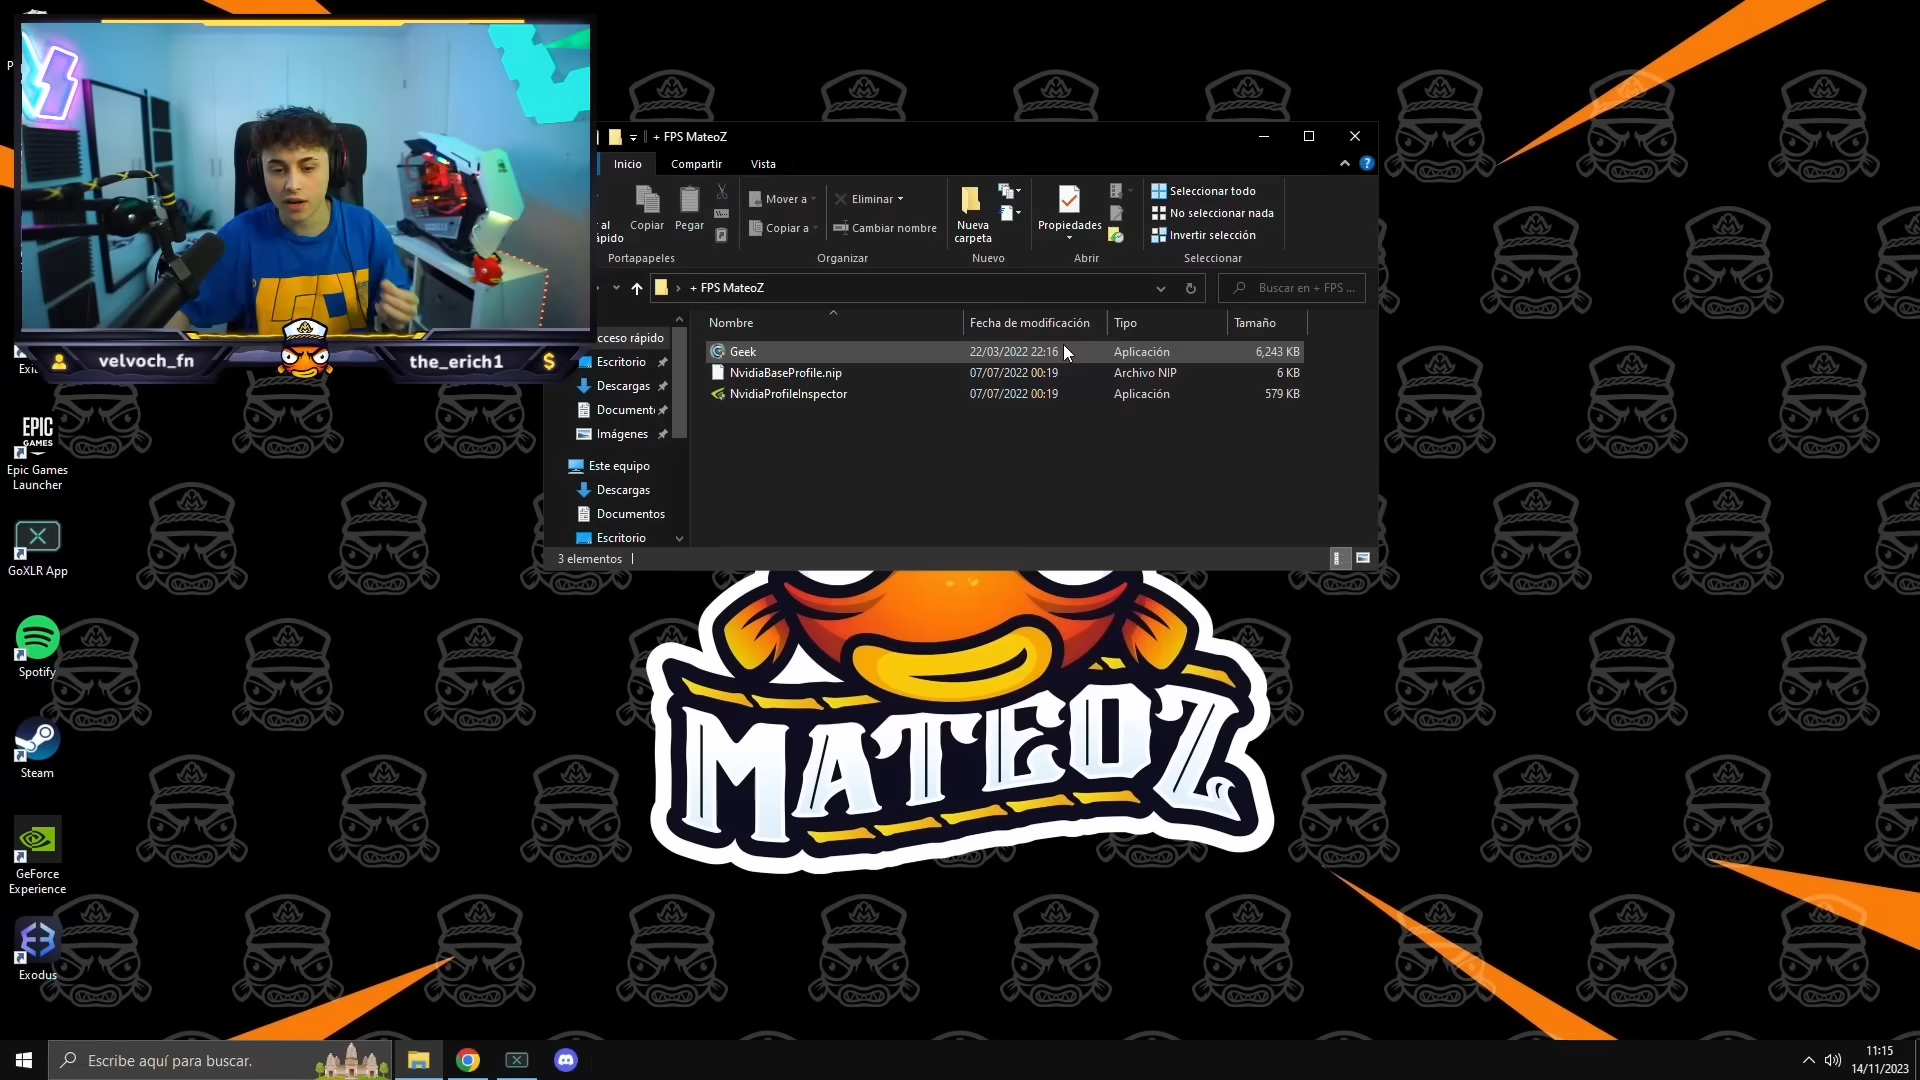 velvoch_fn
the_erich1
$
+ FPS MateoZ
Inicio
Compartir
Vista
al
ápido
Copiar
Pegar
Mover a
Copiar a
Eliminar
Cambiar nombre
Nueva
carpeta
Propiedades
Seleccionar todo
No seleccionar nada
Invertir selección
Portapapeles
Organizar
Nuevo
Abrir
Seleccionar
+ FPS MateoZ
Buscar en + FPS ...
Nombre
Fecha de modificación
Tipo
Tamaño
Geek
22/03/2022 22:16
Aplicación
6,243 KB
NvidiaBaseProfile.nip
07/07/2022 00:19
Archivo NIP
6 KB
NvidiaProfileInspector
07/07/2022 00:19
Aplicación
579 KB
cceso rápido
Escritorio
Descargas
Document
Imágenes
Este equipo
Descargas
Documentos
Escritorio
3 elementos
EPIC
GAMES
Epic Games
Launcher
GoXLR App
Spotify
Steam
GeForce
Experience
Exodus
MATEOZ
Escribe aquí para buscar.
11:15
14/11/2023